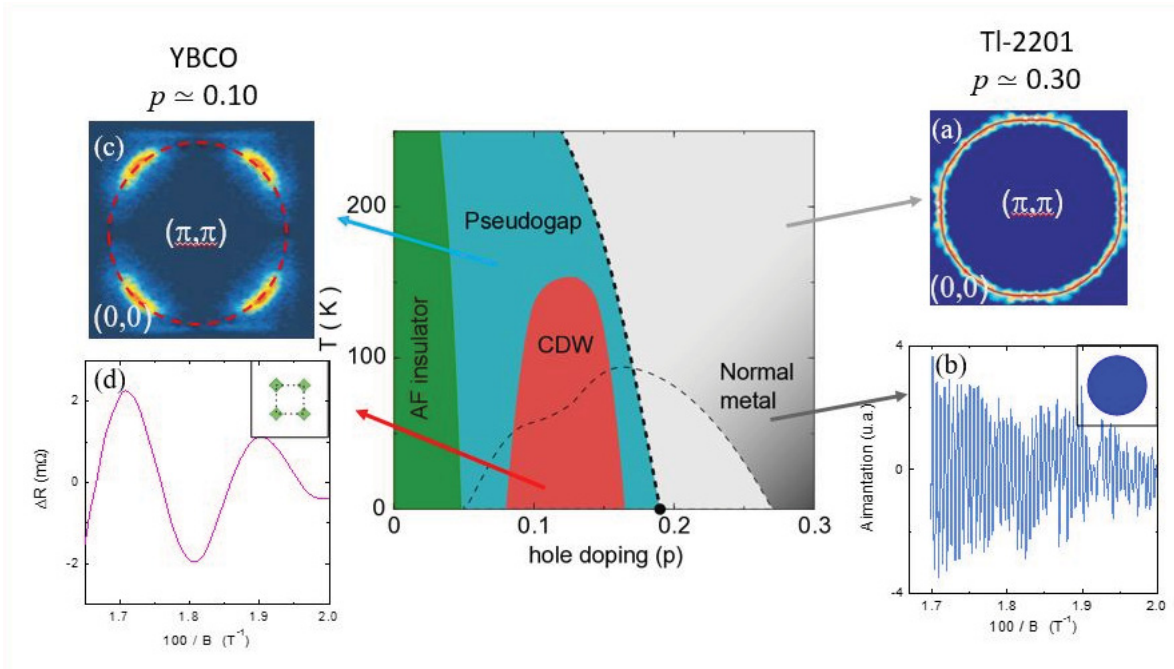 YBCO
p ≃ 0.10
Tl-2201
p ≃ 0.30
(c)
(π,π)
(0,0)
(a)
(π,π)
(0,0)
T ( K )
200
100
0
Pseudogap
CDW
AF insulator
Normal
metal
0
0.1
0.2
0.3
hole doping (p)
(d)
ΔR (mΩ)
2
0
-2
1.7
1.8
1.9
2.0
100 / B (T⁻¹)
(b)
Aimantation (u.a.)
4
2
0
-2
-4
1.7
1.8
1.9
2.0
100 / B (T⁻¹)